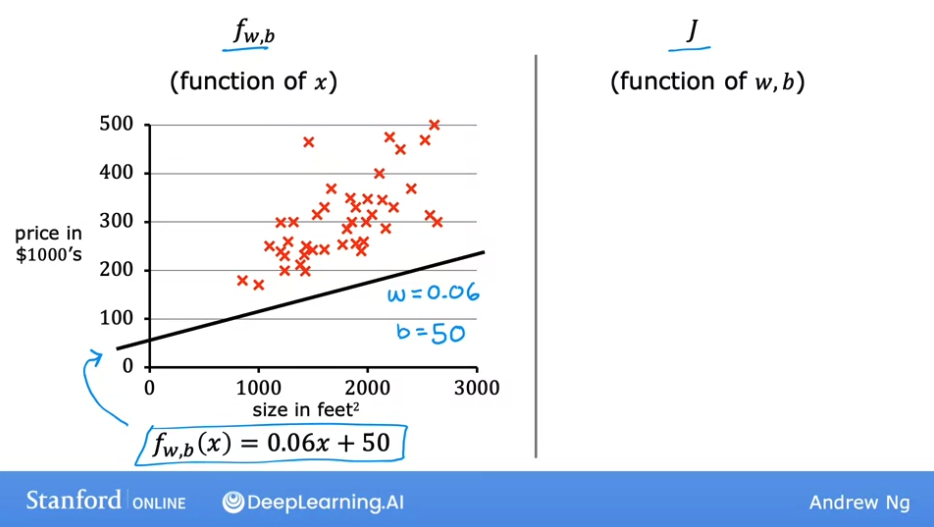 f_{w,b}
(function of x)
J
(function of w, b)
500
400
300
200
100
0
price in
$1000's
w=0.06
b=50
0 1000 2000 3000
size in feet²
f_{w,b}(x) = 0.06x + 50
Stanford | ONLINE DeepLearning.AI Andrew Ng